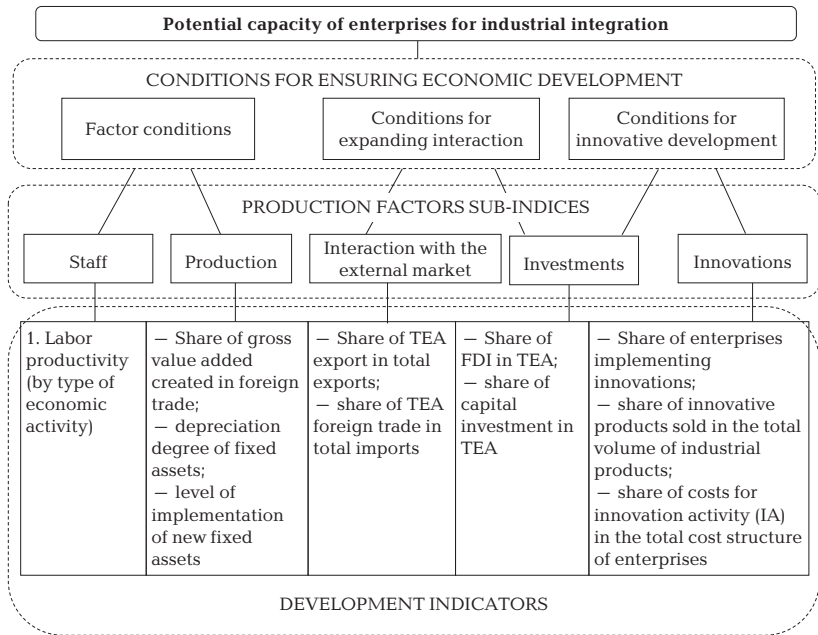 Potential capacity of enterprises for industrial integration
CONDITIONS FOR ENSURING ECONOMIC DEVELOPMENT
Factor conditions
Conditions for
expanding interaction
Conditions for
innovative development
PRODUCTION FACTORS SUB-INDICES
Staff
Production
Interaction with the
external market
Investments
Innovations
1. Labor
productivity
(by type of
economic
activity)
— Share of gross
value added
created in foreign
trade;
— depreciation
degree of fixed
assets;
— level of
implementation
of new fixed
assets
— Share of TEA
export in total
exports;
— share of TEA
foreign trade in
total imports
— Share of
FDI in TEA;
— share of
capital
investment in
TEA
— Share of enterprises
implementing
innovations;
— share of innovative
products sold in the total
volume of industrial
products;
— share of costs for
innovation activity (IA)
in the total cost structure
of enterprises
DEVELOPMENT INDICATORS